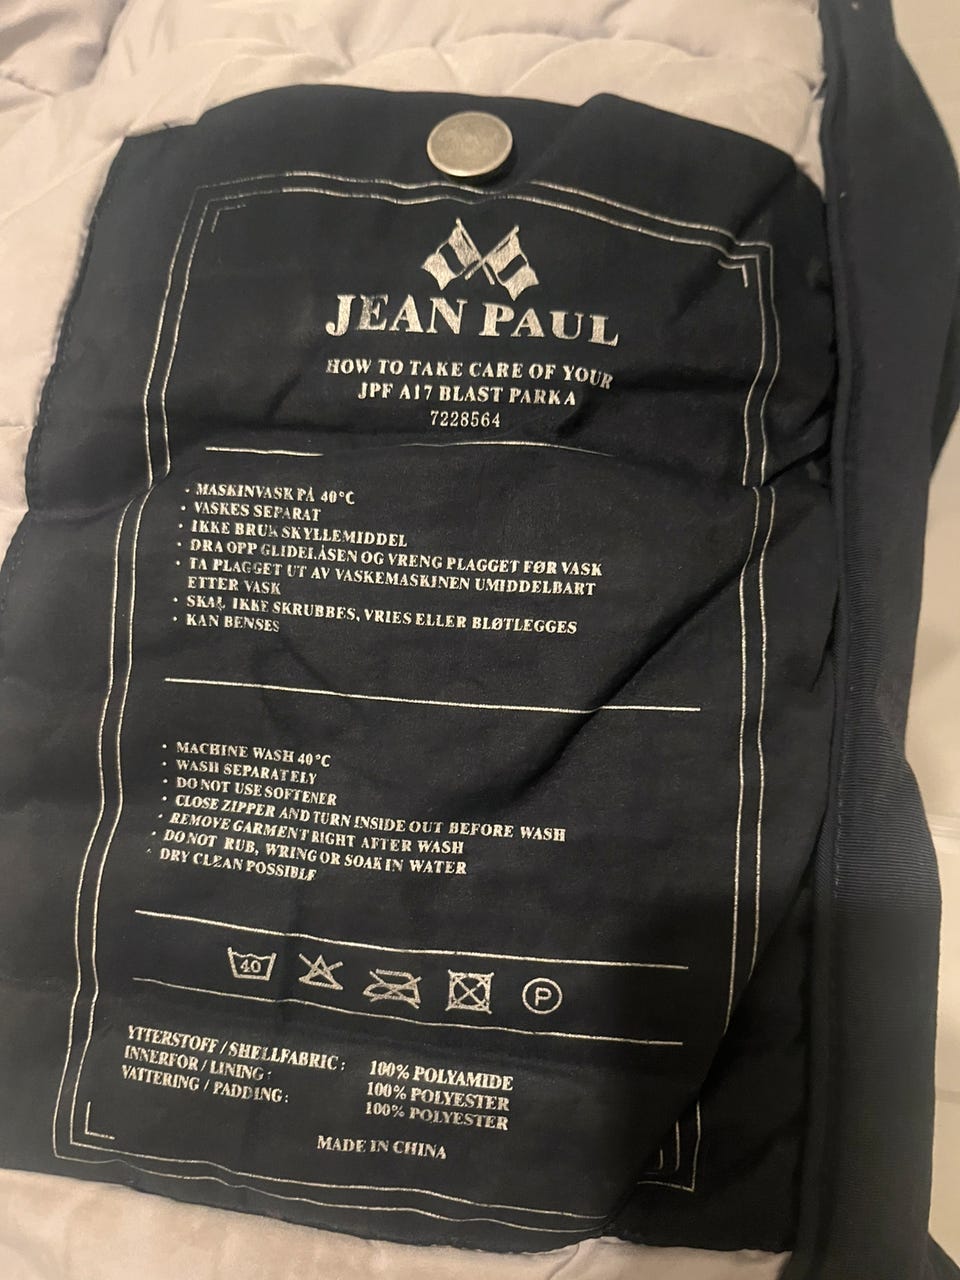 JEAN PAUL
HOW TO TAKE CARE OF YOUR
JPF A17 BLAST PARKA
7228564
· MASKINVASK PÅ 40°C
· VASKES SEPARAT
· IKKE BRUK SKYLLEMIDDEL
· DRA OPP GLIDELÅSEN OG VRENG PLAGGET FØR VASK
· TA PLAGGET UT AV VASKEMASKINEN UMIDDELBART
ETTER VASK
· SKAL IKKE SKRUBBES, VRIES ELLER BLØTLEGGES
· KAN RENSES
· MACHINE WASH 40°C
· WASH SEPARATELY
· DO NOT USE SOFTENER
· CLOSE ZIPPER AND TURN INSIDE OUT BEFORE WASH
· REMOVE GARMENT RIGHT AFTER WASH
· DO NOT RUB, WRING OR SOAK IN WATER
· DRY CLEAN POSSIBLE
40 P
YTTERSTOFF / SHELLFABRIC: 100% POLYAMIDE
INNERFOR / LINING: 100% POLYESTER
VATTERING / PADDING: 100% POLYESTER
MADE IN CHINA